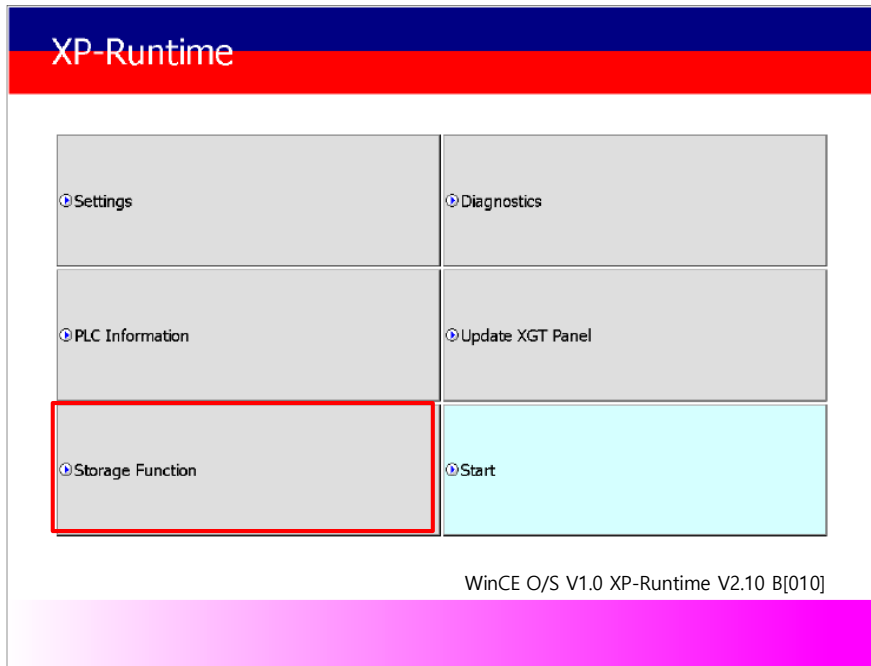 XP-Runtime
Settings
Diagnostics
PLC Information
Update XGT Panel
Storage Function
Start
WinCE O/S V1.0 XP-Runtime V2.10 B[010]